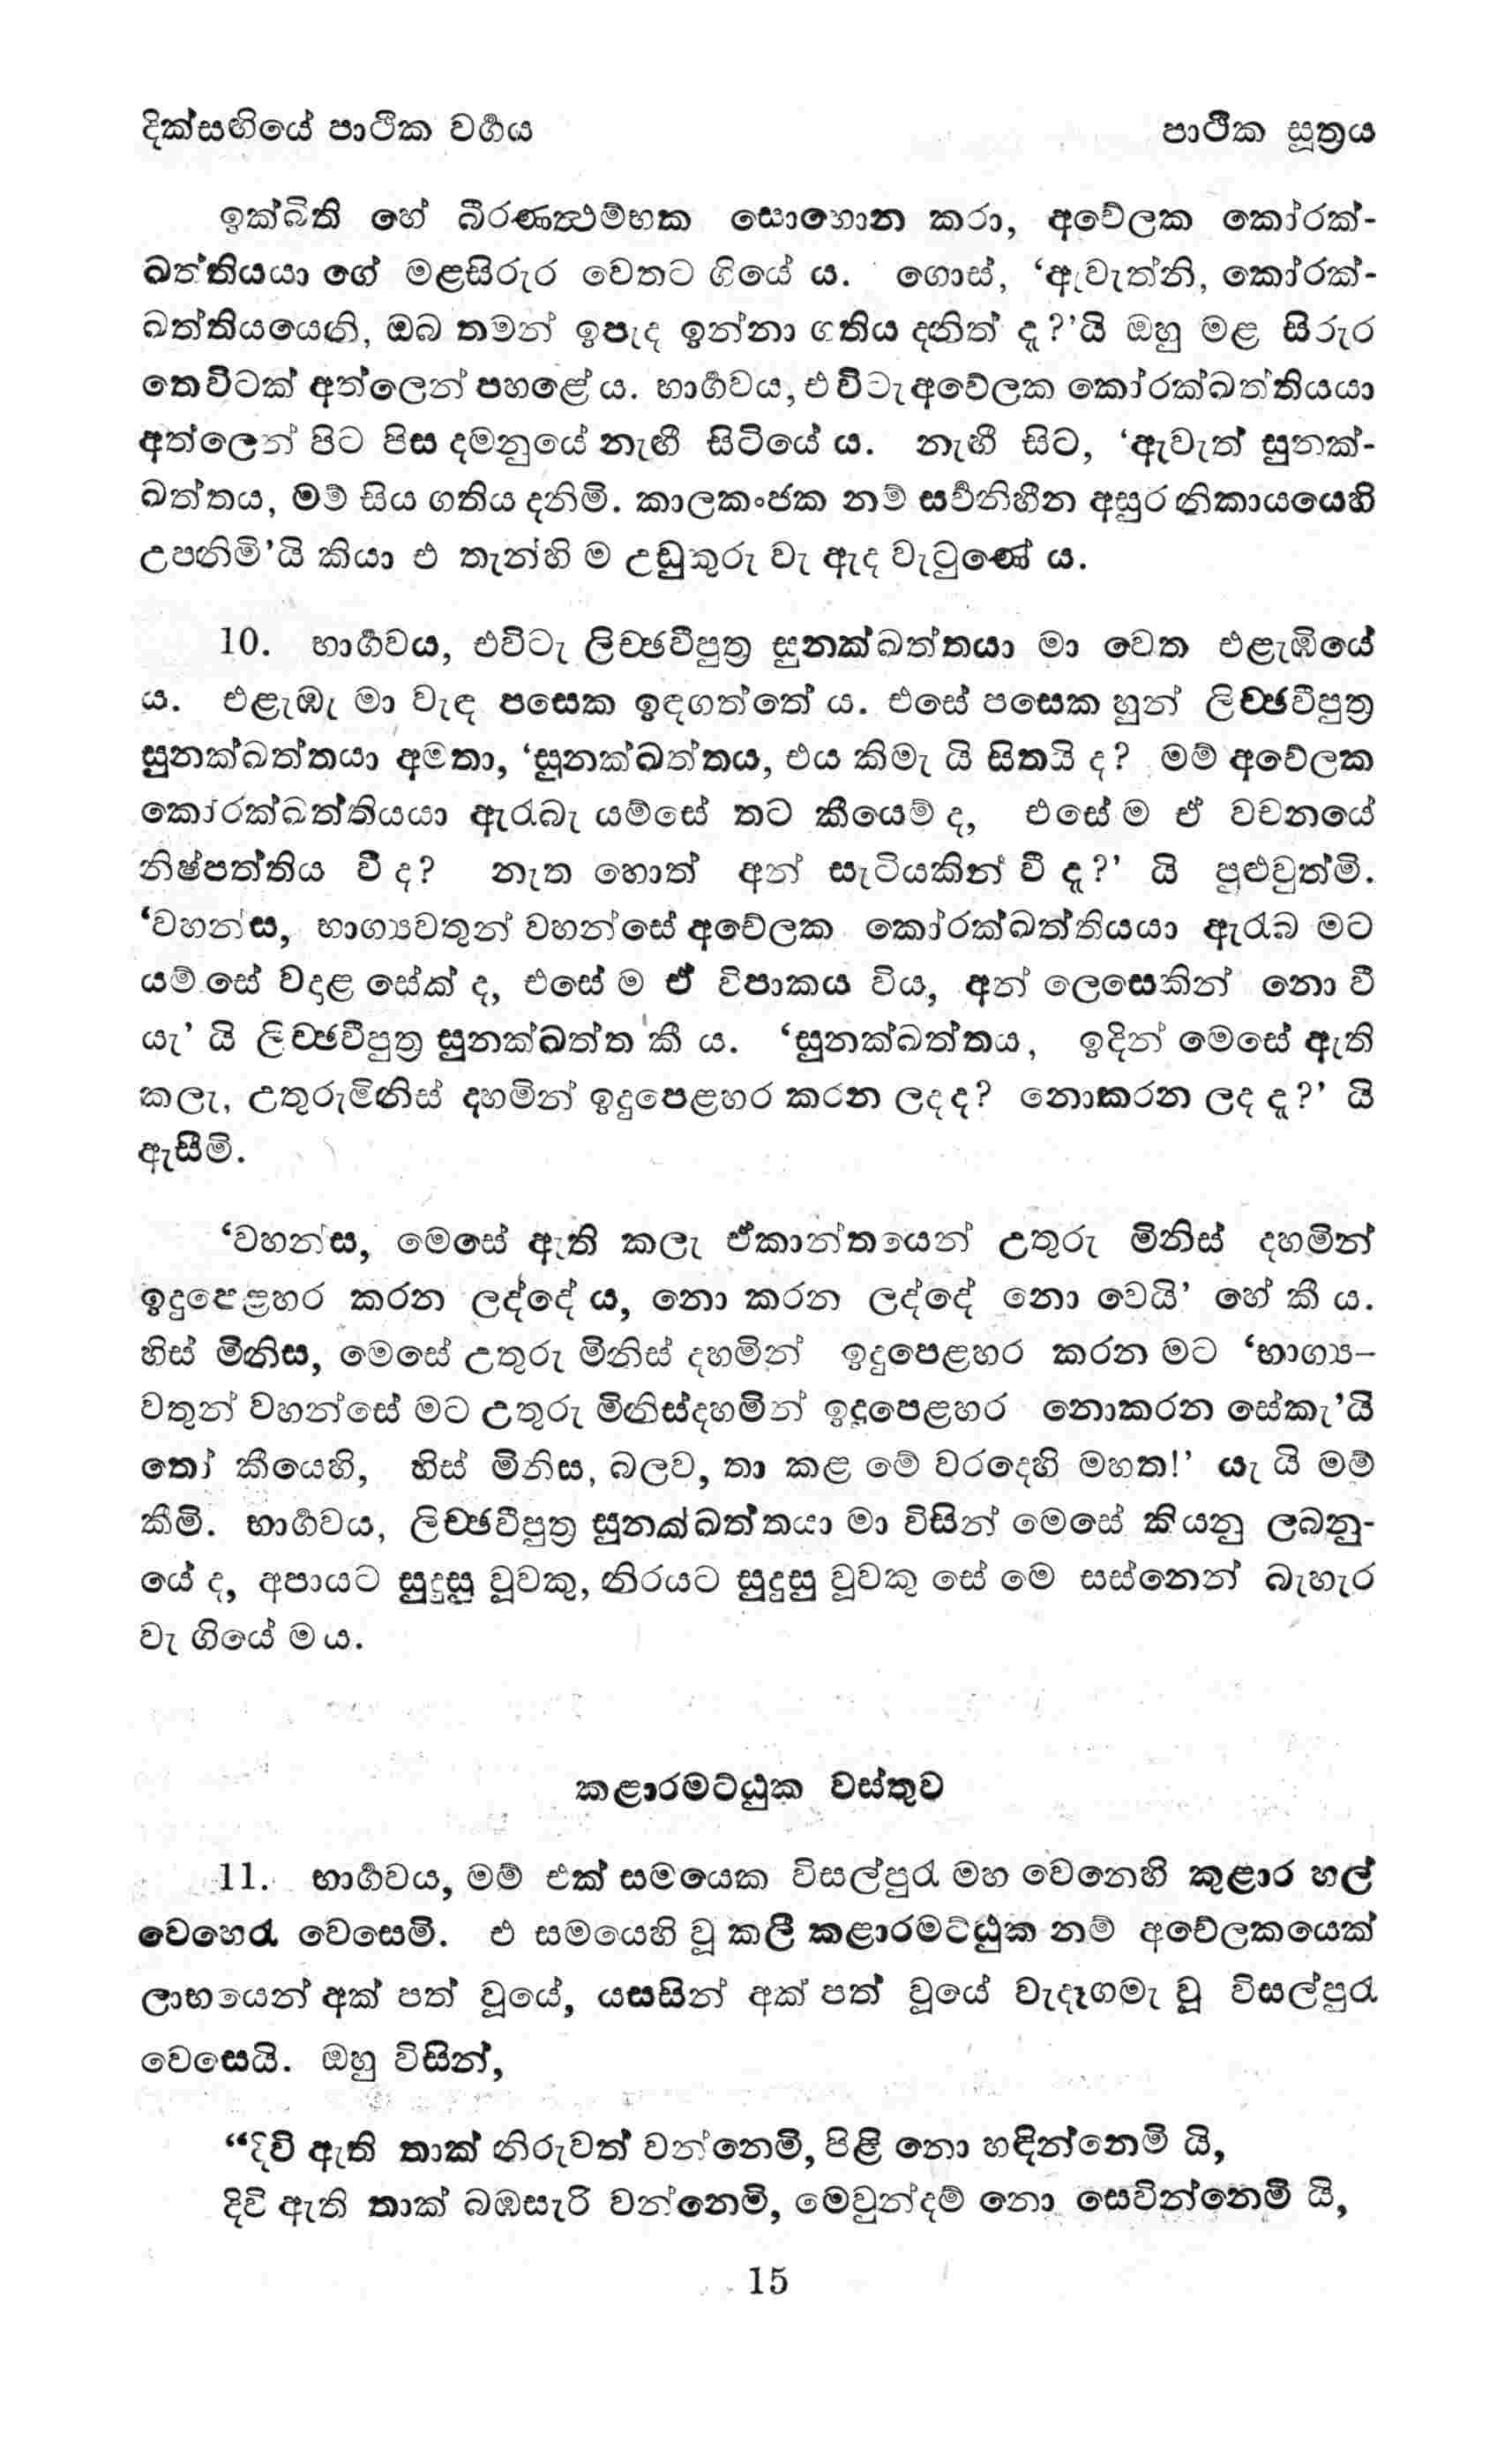 දික්සඟියේ පාථික වර්‍ගය
පාථික සූත්‍රය
ඉක්බිති හේ බීරණත්‍ථම්භක සොහොන කරා, අචේලක කෝරක්-
ඛත්තියයා ගේ මළසිරුර වෙතට ගියේ ය. ගොස්, ‘ඇවැත්නි, කෝරක්-
ඛත්තියයෙනි, ඔබ තමන් ඉපැද ඉන්නා ගතිය දනිත් දැ?’යි ඔහු මළ සිරුර
තෙවිටක් අත්ලෙන් පහළේ ය. භාර්‍ගවය, එවිටැ අචේලක කෝරක්ඛත්තියයා
අත්ලෙන් පිට පිස දමනුයේ නැඟී සිටියේ ය. නැඟී සිට, ‘ඇවැත් සුනක්-
ඛත්තය, මම් සිය ගතිය දනිමි. කාලකංජක නම් සර්‍වනිහීන අසුර නිකායයෙහි
උපනිමි’යි කියා එ තැන්හි ම උඩුකුරු වැ ඇද වැටුණේ ය.
10. භාර්‍ගවය, එවිටැ ලිච්ඡවීපුත්‍ර සුනක්ඛත්තයා මා වෙත එළැඹියේ
ය. එළැඹැ මා වැඳ පසෙක ඉඳගත්තේ ය. එසේ පසෙක හුන් ලිච්ඡවීපුත්‍ර
සුනක්ඛත්තයා අමතා, ‘සුනක්ඛත්තය, එය කිමැ යි සිතයි ද? මම් අචේලක
කෝරක්ඛත්තියයා ඇරැබැ යම්සේ තට කීයෙම් ද, එසේ ම ඒ වචනයේ
නිෂ්පත්තිය වී ද? නැත හොත් අන් සැටියකින් වී දැ?’ යි පුළුවුත්මි.
‘වහන්ස, භාග්‍යවතුන් වහන්සේ අචේලක කෝරක්ඛත්තියයා ඇරැබ මට
යම් සේ වදළ සේක් ද, එසේ ම ඒ විපාකය විය, අන් ලෙසෙකින් නො වී
යැ’ යි ලිච්ඡවීපුත්‍ර සුනක්ඛත්ත කී ය. ‘සුනක්ඛත්තය, ඉදින් මෙසේ ඇති
කලැ, උතුරුමිනිස් දහමින් ඉදුපෙළහර කරන ලද ද? නොකරන ලද දැ?’ යි
ඇසීමි.
‘වහන්ස, මෙසේ ඇති කලැ ඒකාන්තයෙන් උතුරු මිනිස් දහමින්
ඉදුපෙළහර කරන ලද්දේ ය, නො කරන ලද්දේ නො වෙයි’ හේ කී ය.
හිස් මිනිස, මෙසේ උතුරු මිනිස් දහමින් ඉදුපෙළහර කරන මට ‘භාග්‍ය–
වතුන් වහන්සේ මට උතුරු මිනිස්දහමින් ඉදුපෙළහර නොකරන සේකැ’යි
තෝ කීයෙහි, හිස් මිනිස, බලව, තා කළ මේ වරදෙහි මහත!’ යැ යි මම්
කීමි. භාර්‍ගවය, ලිච්ඡවීපුත්‍ර සුනක්ඛත්තයා මා විසින් මෙසේ කියනු ලබනු-
යේ ද, අපායට සුදුසු වූවකු, නිරයට සුදුසු වූවකු සේ මෙ සස්නෙන් බැහැර
වැ ගියේ ම ය.
කළාරමට්ඨුක වස්තුව
11. භාර්‍ගවය, මම් එක් සමයෙක විසල්පුරැ මහ වෙනෙහි කුළාර හල්
වෙහෙරැ වෙසෙමි. එ සමයෙහි වූ කලී කළාරමට්ඨුක නම් අචේලකයෙක්
ලාභයෙන් අක් පත් වූයේ, යසසින් අක් පත් වූයේ වැදෑගමැ වූ විසල්පුරැ
වෙසෙයි. ඔහු විසින්,
“දිවි ඇති තාක් නිරුවත් වන්නෙමි, පිළි නො හඳින්නෙමි යි,
දිවි ඇති තාක් බඹසැරි වන්නෙමි, මෙවුන්දම් නො සෙවින්නෙමි යි,
15